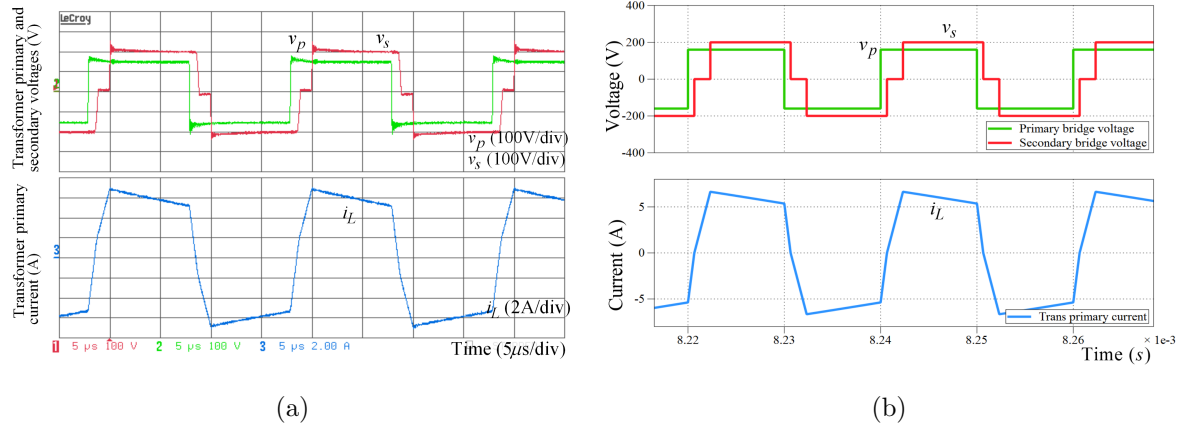 Transformer primary and
secondary voltages (V)
LeCroy
v_p
v_s
v_p (100V/div)
v_s (100V/div)
Transformer primary
current (A)
3
i_L
i_L (2A/div)
1 5 µs 100 V 2 5 µs 100 V 3 5 µs 2.00 A
Time (5µs/div)
(a)
Voltage (V)
400
200
0
-200
-400
v_p
v_s
Primary bridge voltage
Secondary bridge voltage
Current (A)
5
0
-5
i_L
Trans primary current
8.22 8.23 8.24 8.25 8.26 × 1e-3
Time (s)
(b)